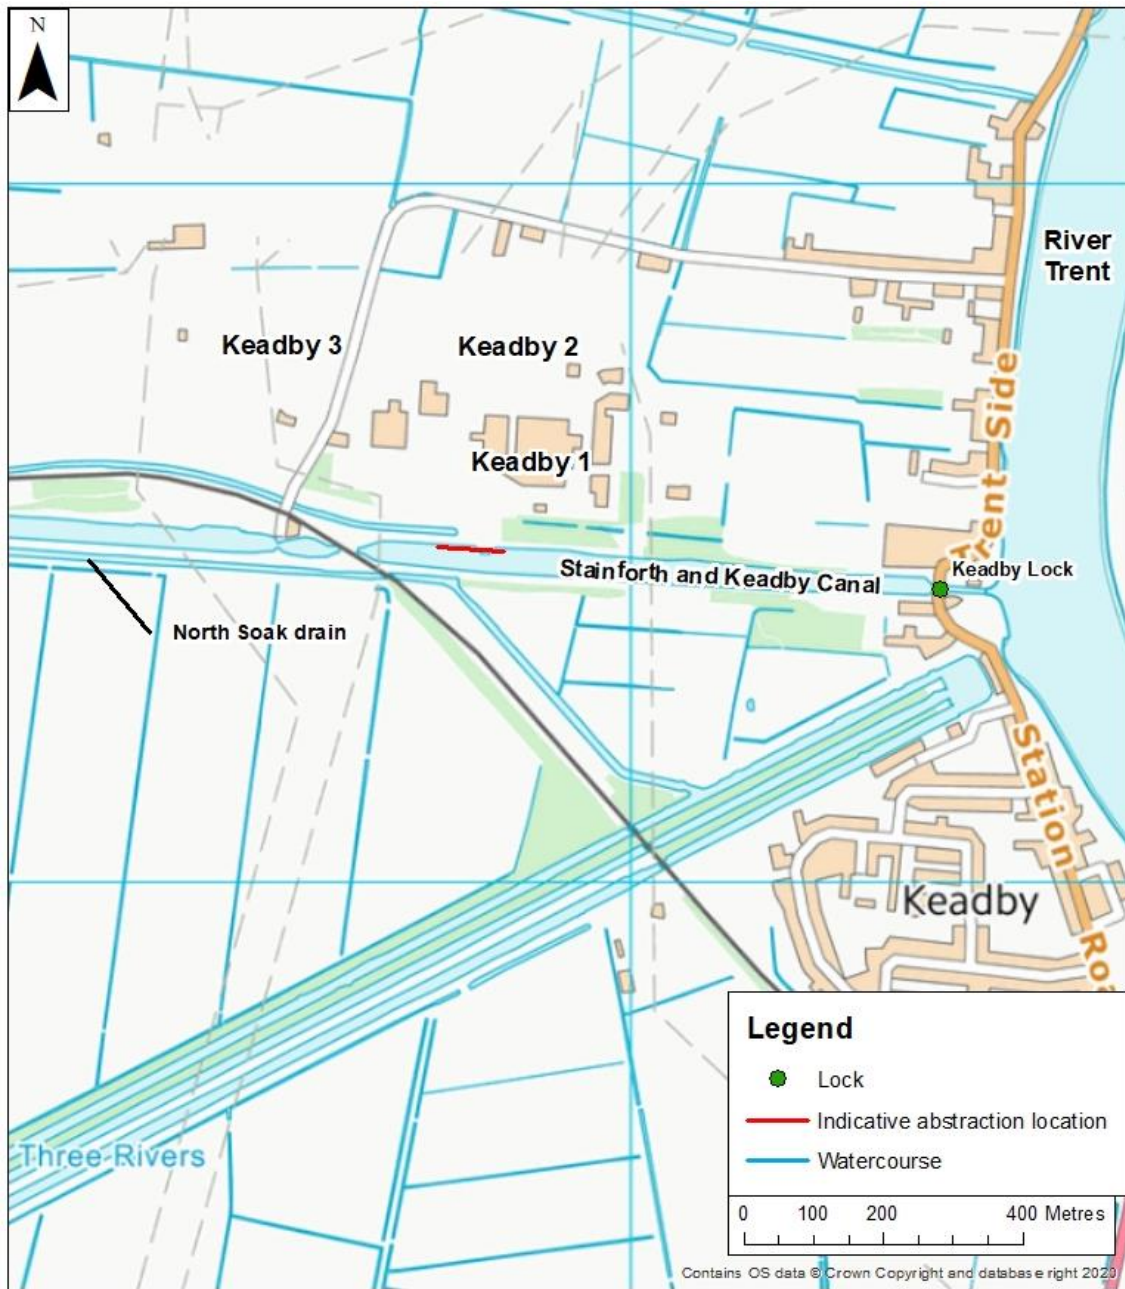 N
River
Trent
Keadby 3
Keadby 2
Keadby 1
Trent Side
Keadby Lock
Stainforth and Keadby Canal
North Soak drain
Station Roa
Keadby
Three Rivers
Legend
Lock
Indicative abstraction location
Watercourse
0 100 200 400 Metres
Contains OS data © Crown Copyright and database right 2020